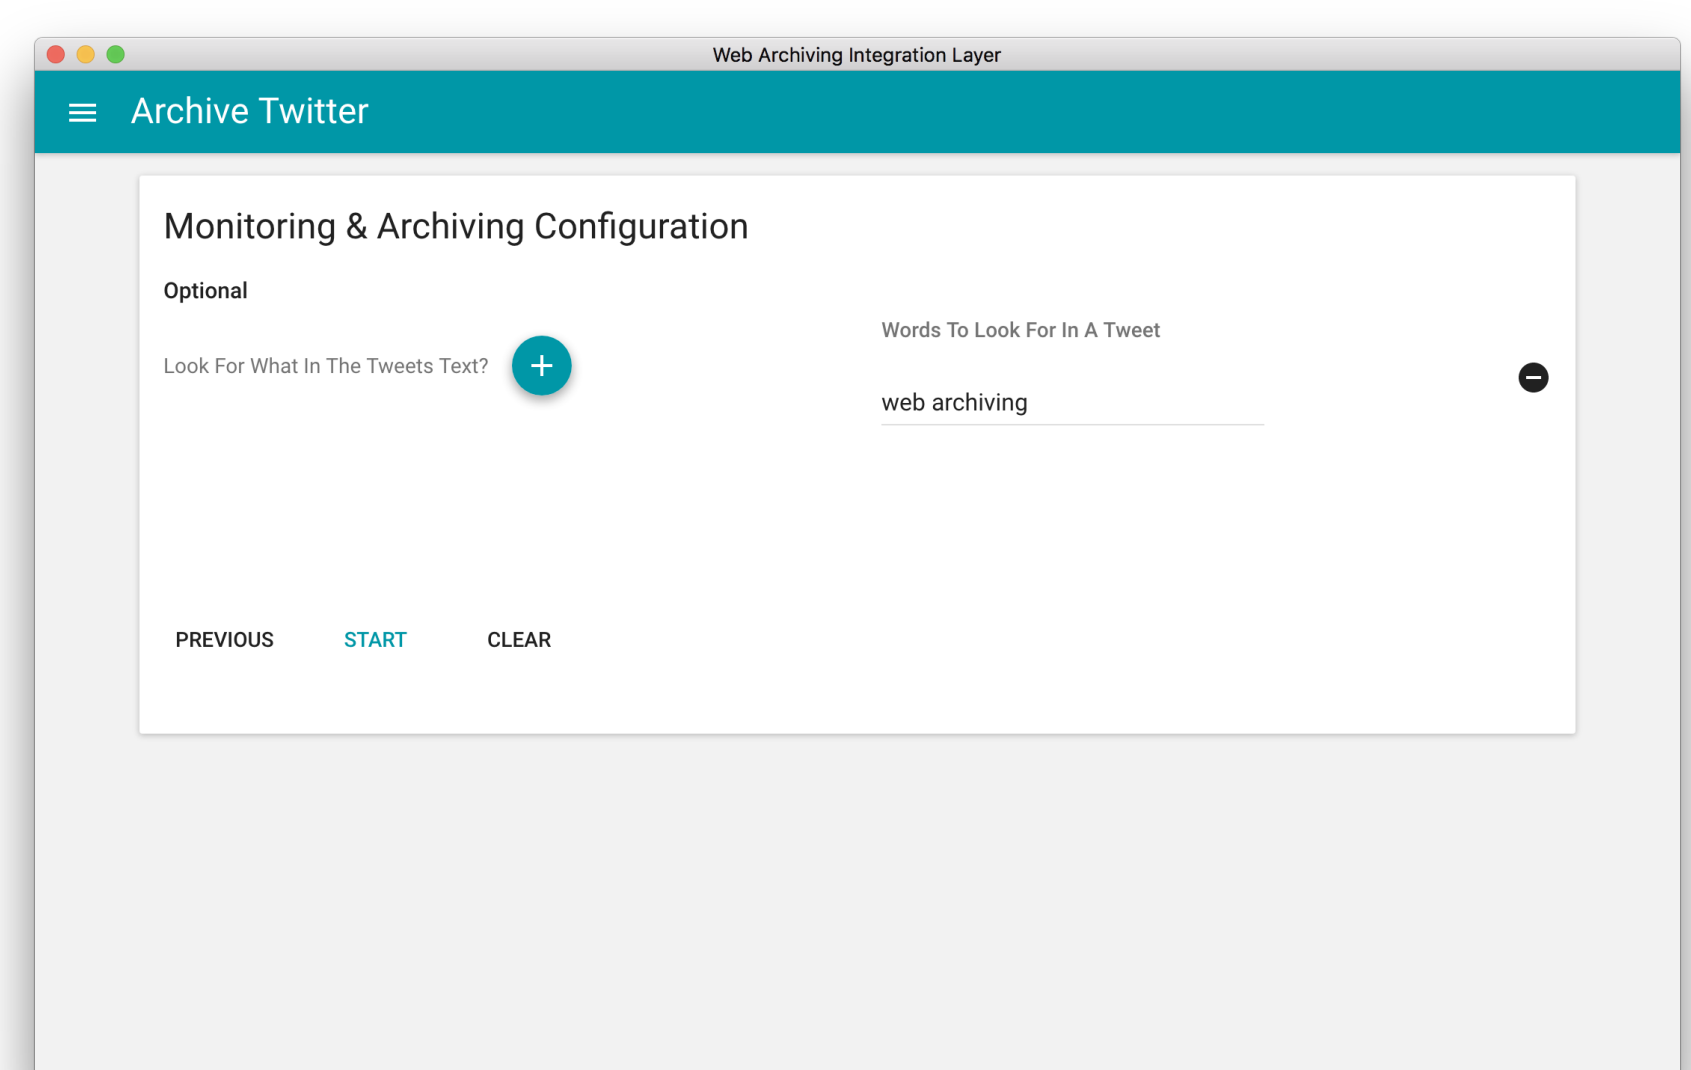 Web Archiving Integration Layer
Archive Twitter
Monitoring & Archiving Configuration
Optional
Look For What In The Tweets Text?
Words To Look For In A Tweet
web archiving
PREVIOUS START CLEAR